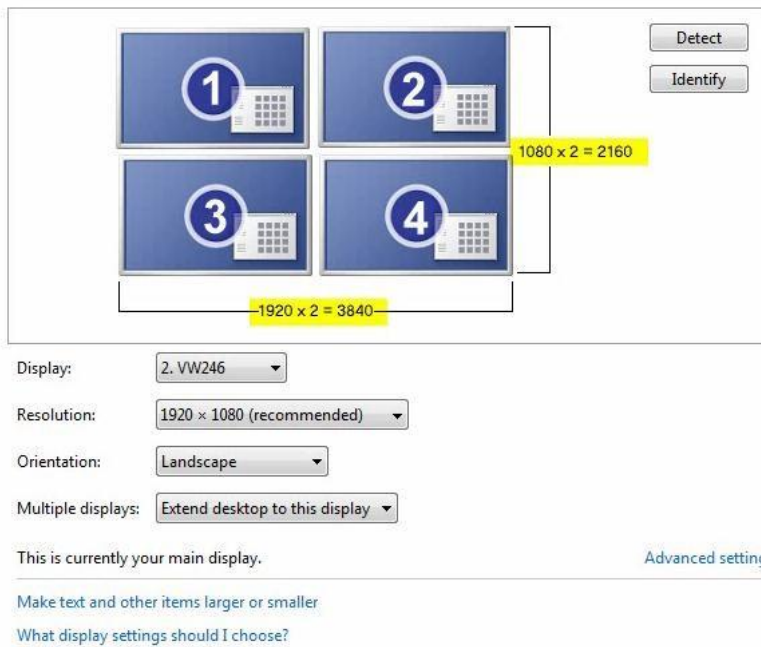 1
2
3
4
Detect
Identify
1080 x 2 = 2160
1920 x 2 = 3840
Display:
2. VW246
Resolution:
1920 × 1080 (recommended)
Orientation:
Landscape
Multiple displays:
Extend desktop to this display
This is currently your main display.
Advanced setting
Make text and other items larger or smaller
What display settings should I choose?